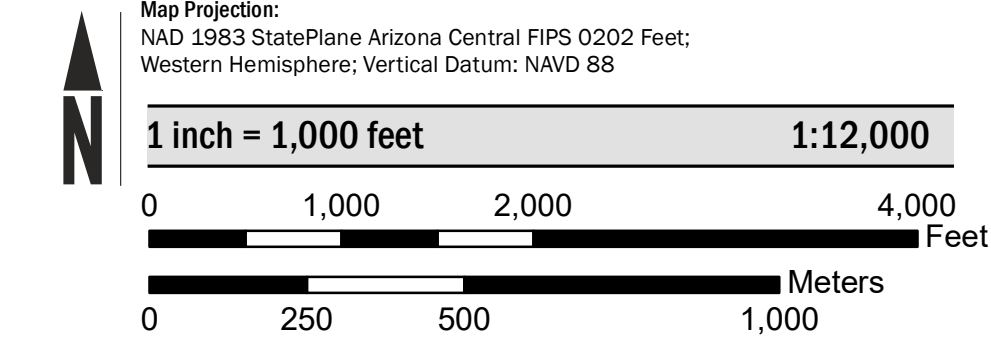 Map Projection:
NAD 1983 StatePlane Arizona Central FIPS 0202 Feet;
Western Hemisphere; Vertical Datum: NAVD 88
N
1 inch = 1,000 feet 1:12,000
0 1,000 2,000 4,000
Feet
Meters
0 250 500 1,000